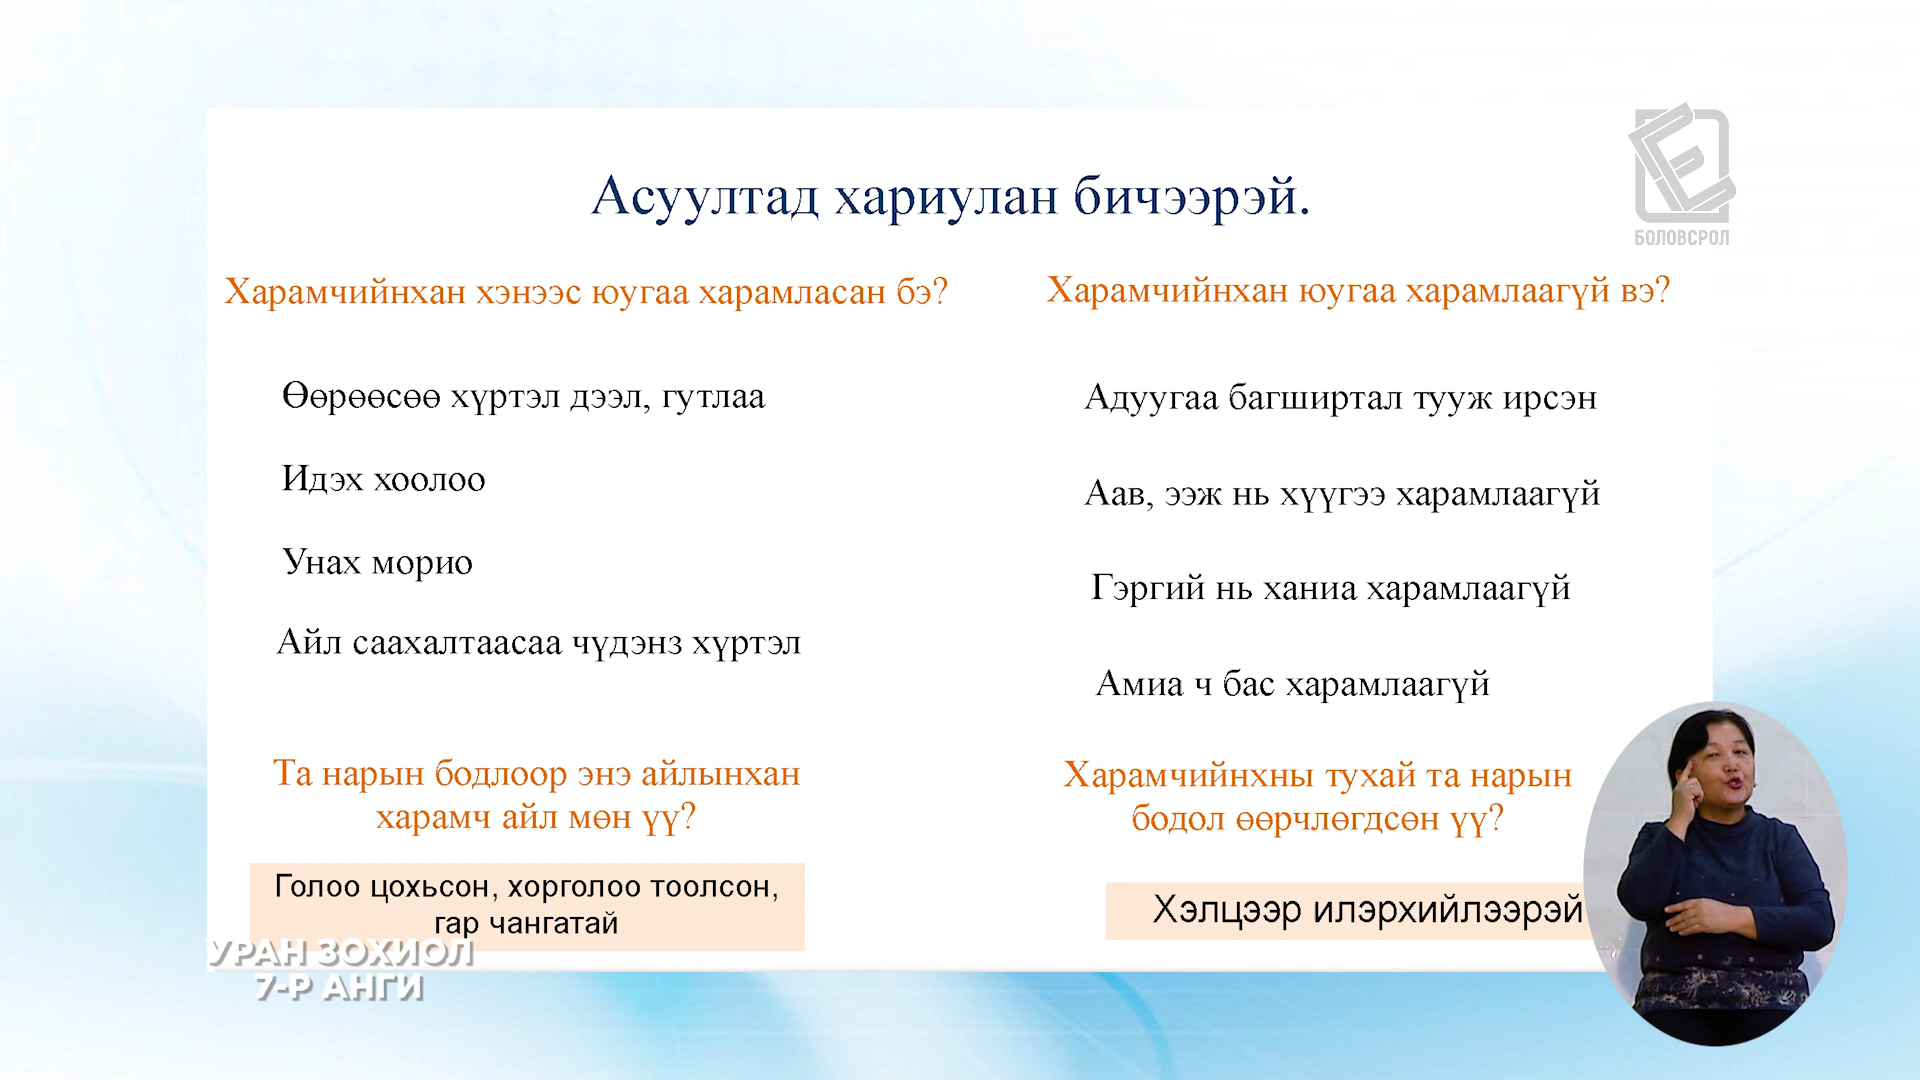 БОЛОВСРОЛ
Асуултад хариулан бичээрэй.
Харамчийнхан хэнээс юугаа харамласан бэ?
Өөрөөсөө хүртэл дээл, гутлаа
Идэх хоолоо
Унах морио
Айл саахалтаасаа чүдэнз хүртэл
Та нарын бодлоор энэ айлынхан
харамч айл мөн үү?
Голоо цохьсон, хорголоо тоолсон,
гар чангатай
Харамчийнхан юугаа харамлаагүй вэ?
Адуугаа багширтал тууж ирсэн
Аав, ээж нь хүүгээ харамлаагүй
Гэргий нь ханиа харамлаагүй
Амиа ч бас харамлаагүй
Харамчийнхны тухай та нарын
бодол өөрчлөгдсөн үү?
Хэлцээр илэрхийлээрэй
УРАН ЗОХИОЛ
7-Р АНГИ